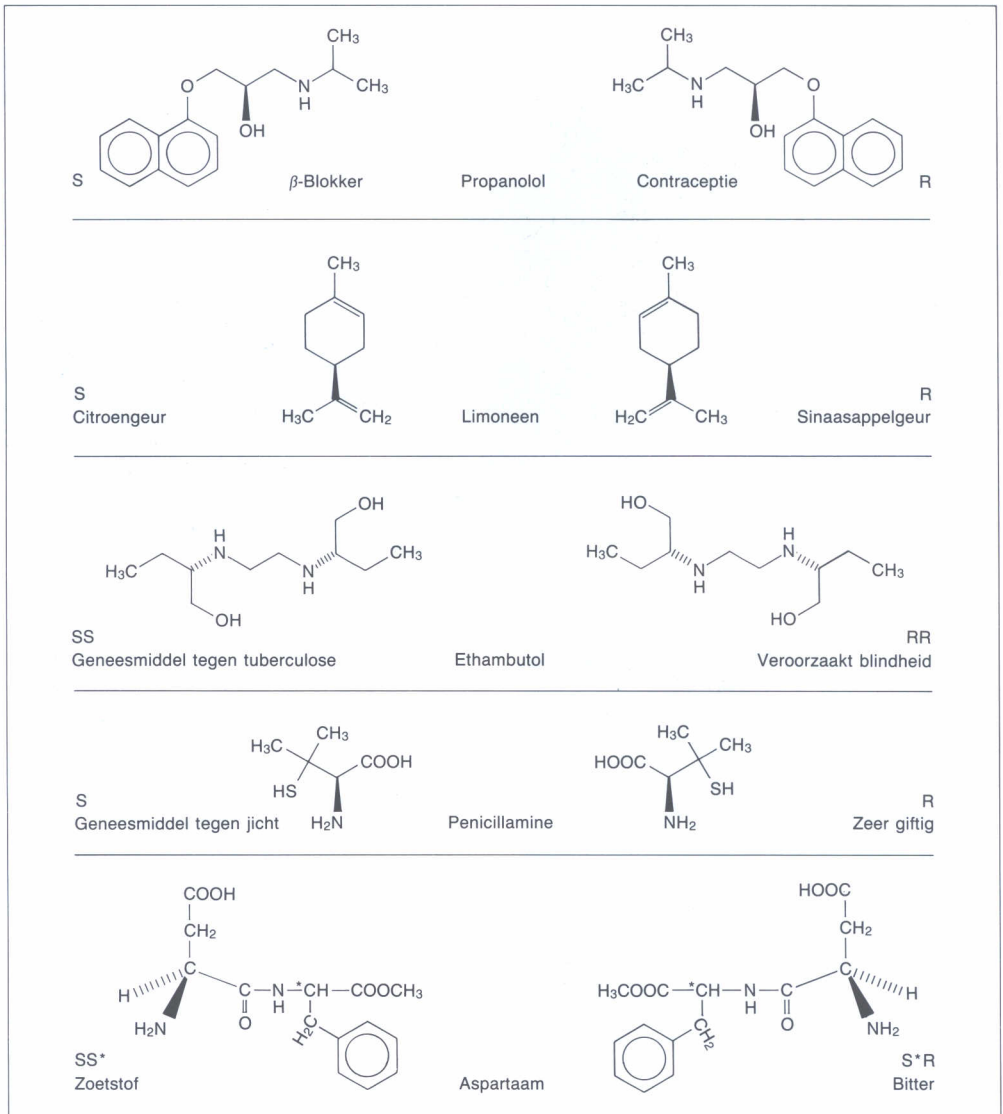 CH3 CH3
O N H CH3 H3C N H O
OH OH
S β-Blokker Propanolol Contraceptie R
CH3 CH3
S R
H3C CH2 H2C CH3
Citroengeur Limoneen Sinaasappelgeur
OH HO
H N CH3 H3C H N
H3C N H N H CH3
OH HO
SS RR
Geneesmiddel tegen tuberculose Ethambutol Veroorzaakt blindheid
CH3 H3C
H3C COOH HOOC CH3
HS SH
S R
Geneesmiddel tegen jicht H2N Penicillamine NH2 Zeer giftig
COOH HOOC
CH2 CH2
C C
H C N *CH COOCH3 H3COOC *CH N C H
H H
H2N O H2C CH2 O NH2
SS* S*R
Zoetstof Aspartaam Bitter